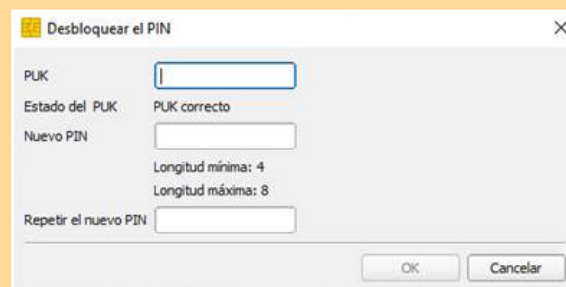 Desbloquear el PIN
PUK
Estado del PUK PUK correcto
Nuevo PIN
Longitud mínima: 4
Longitud máxima: 8
Repetir el nuevo PIN
OK Cancelar